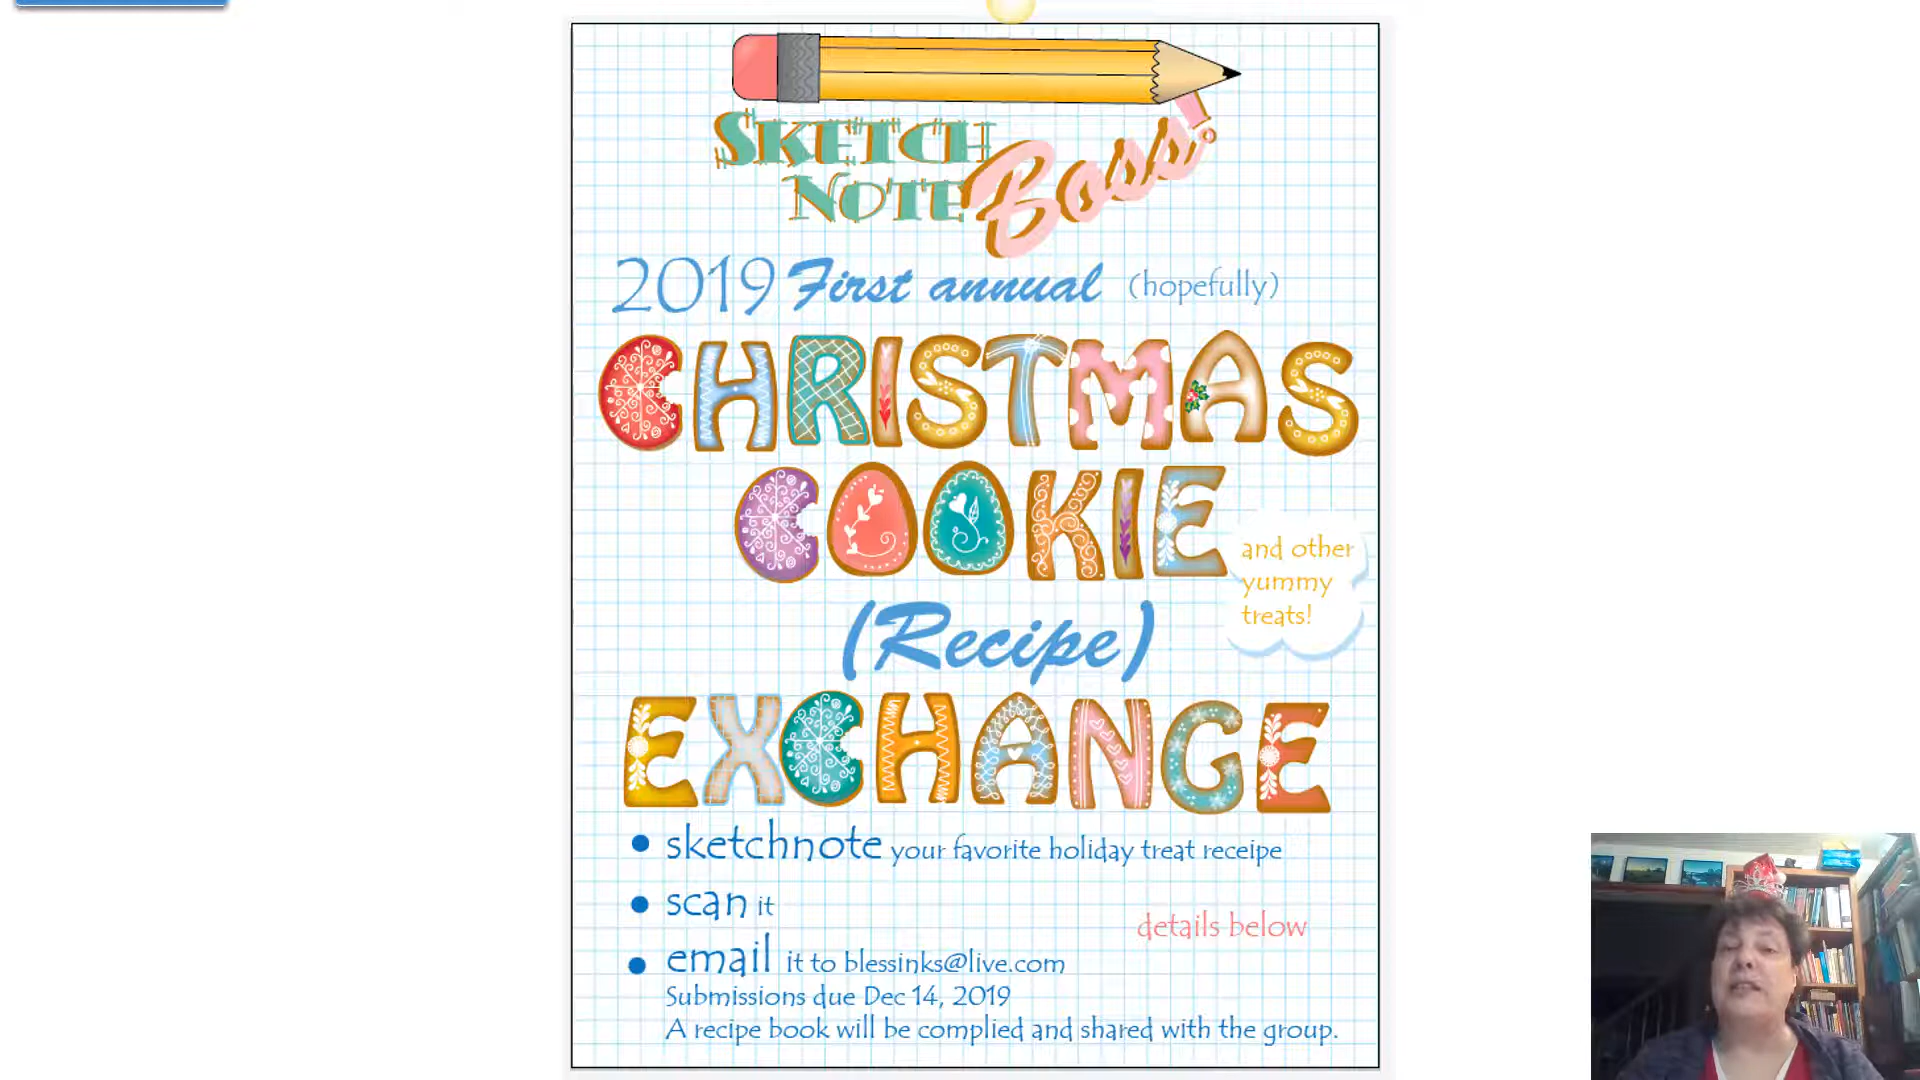 SKETCH
NOTE Boss!
2019 First annual (hopefully)
CHRISTMAS
COOKIE
and other
yummy
treats!
(Recipe)
EXCHANGE
• sketchnote your favorite holiday treat receipe
• scan it
details below
• email it to blessinks@live.com
Submissions due Dec 14, 2019
A recipe book will be complied and shared with the group.